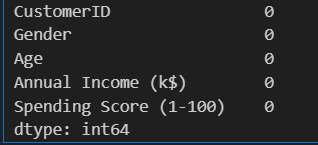 CustomerID 0
Gender 0
Age 0
Annual Income (k$) 0
Spending Score (1-100) 0
dtype: int64